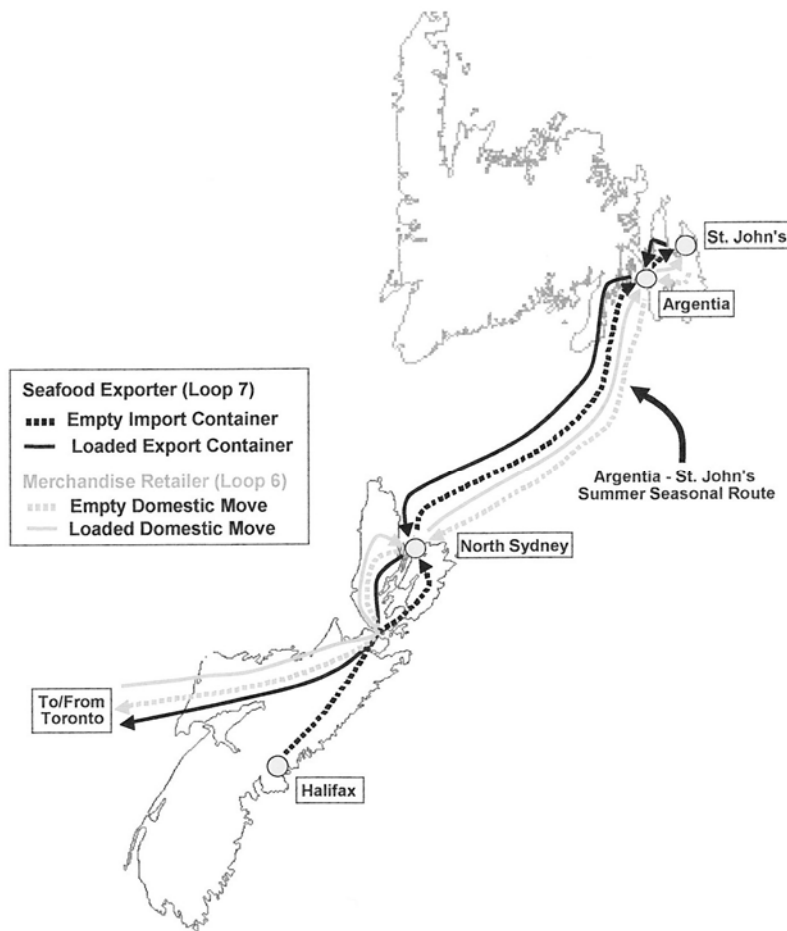 St. John's
Argentia
Seafood Exporter (Loop 7)
Empty Import Container
Loaded Export Container
Merchandise Retailer (Loop 6)
Empty Domestic Move
Loaded Domestic Move
Argentia - St. John's
Summer Seasonal Route
North Sydney
To/From
Toronto
Halifax